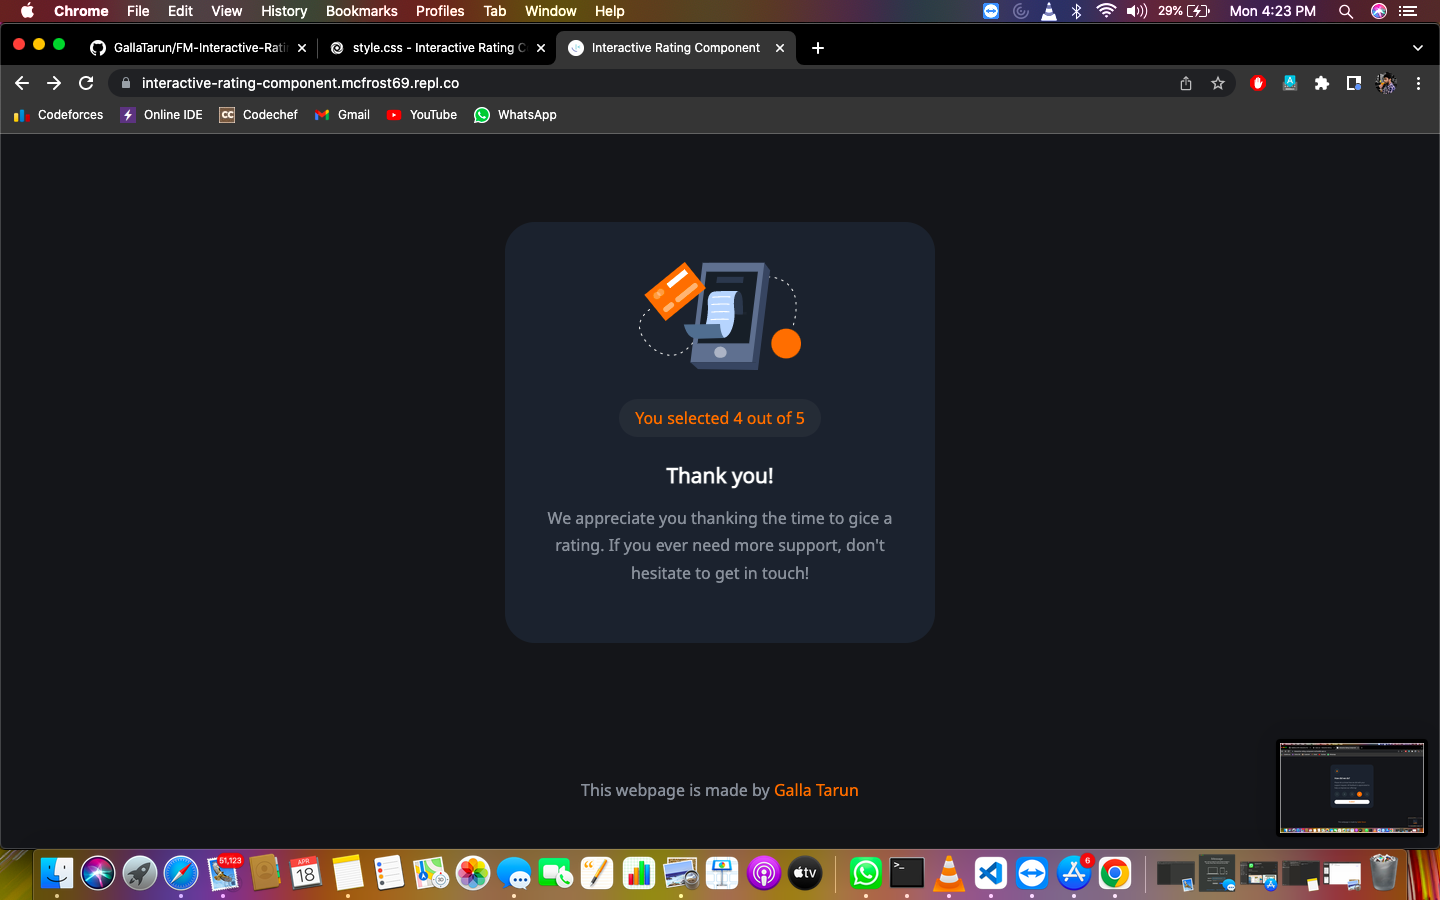 Chrome File Edit View History Bookmarks Profiles Tab Window Help 29% Mon 4:23 PM
GallaTarun/FM-Interactive-Rati style.css - Interactive Rating C Interactive Rating Component
interactive-rating-component.mcfrost69.repl.co
Codeforces Online IDE CC Codechef Gmail YouTube WhatsApp
You selected 4 out of 5
Thank you!
We appreciate you thanking the time to gice a
rating. If you ever need more support, don't
hesitate to get in touch!
This webpage is made by Galla Tarun
51,123
APR
18
tv
6